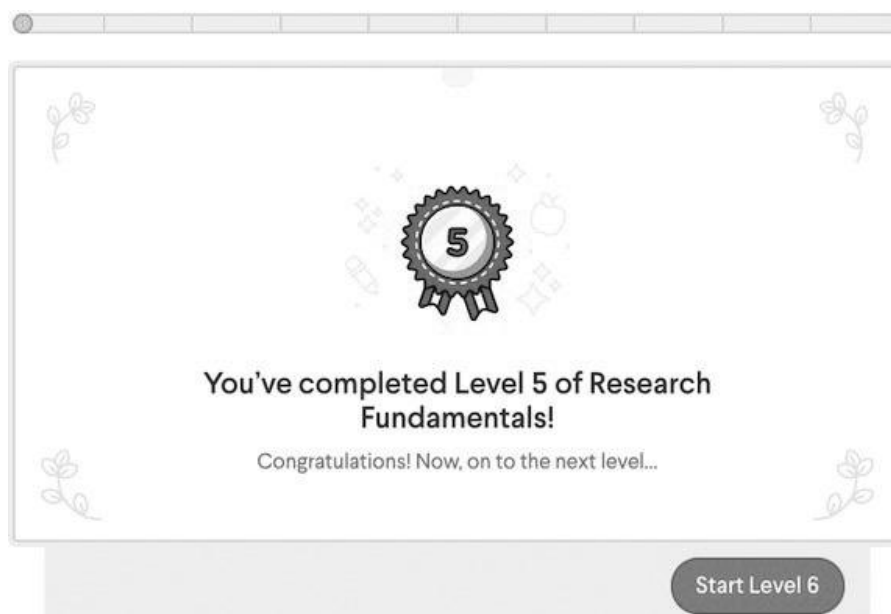 5
You’ve completed Level 5 of Research
Fundamentals!
Congratulations! Now, on to the next level...
Start Level 6